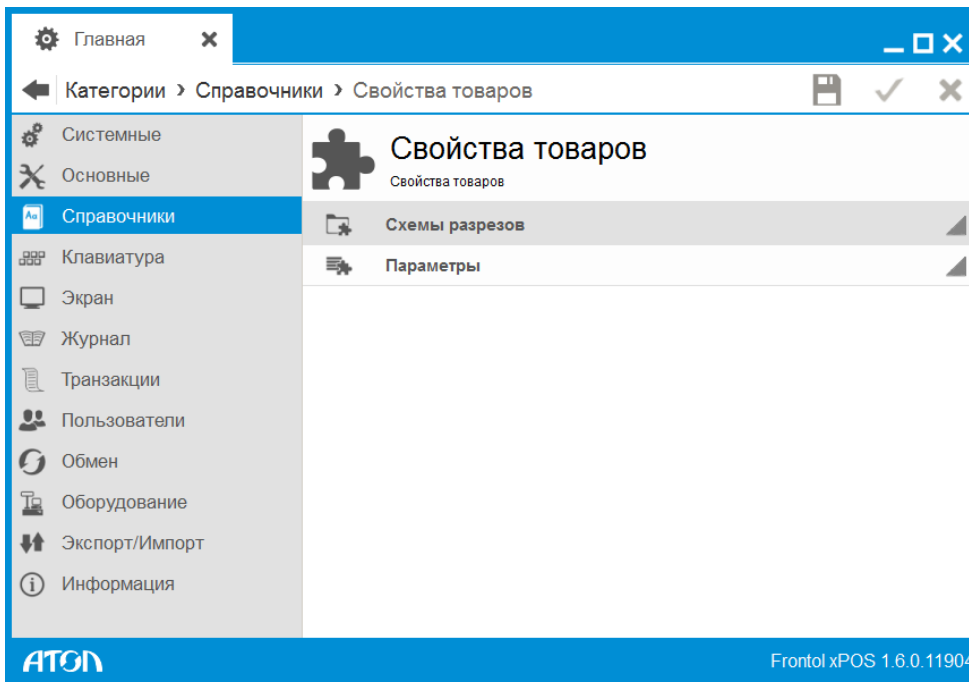 Главная
Категории › Справочники › Свойства товаров
Системные
Основные
Справочники
Клавиатура
Экран
Журнал
Транзакции
Пользователи
Обмен
Оборудование
Экспорт/Импорт
Информация
Свойства товаров
Свойства товаров
Схемы разрезов
Параметры
АТОЛ
Frontol xPOS 1.6.0.11904